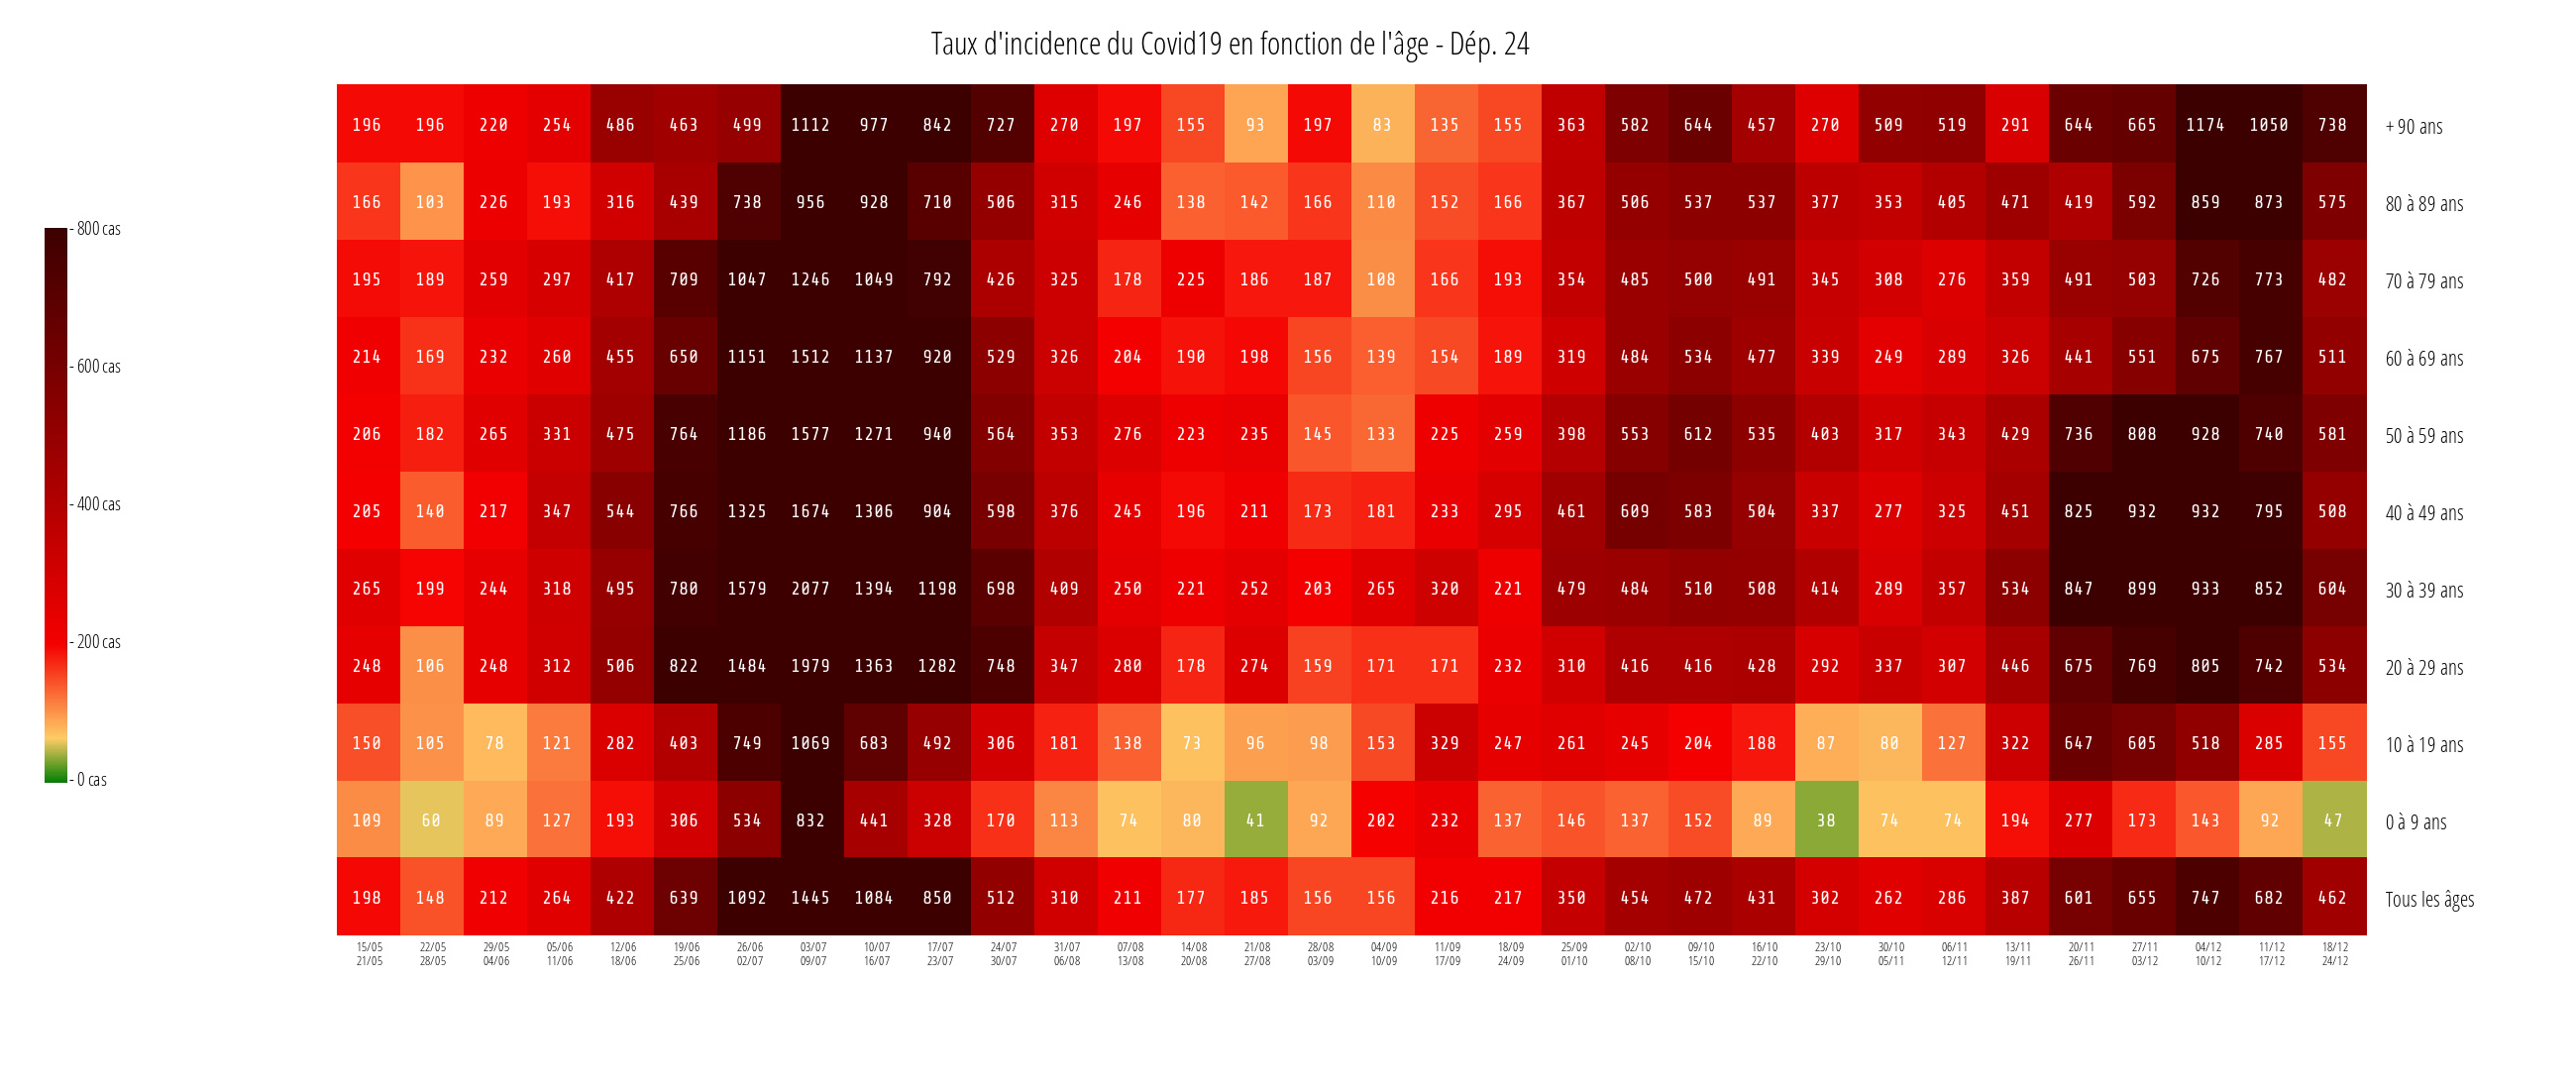 Taux d'incidence du Covid19 en fonction de l'âge - Dép. 24
- 800 cas
- 600 cas
- 400 cas
- 200 cas
- 0 cas
196 196 220 254 486 463 499 1112 977 842 727 270 197 155 93 197 83 135 155 363 582 644 457 270 509 519 291 644 665 1174 1050 738 + 90 ans
166 103 226 193 316 439 738 956 928 710 506 315 246 138 142 166 110 152 166 367 506 537 537 377 353 405 471 419 592 859 873 575 80 à 89 ans
195 189 259 297 417 709 1047 1246 1049 792 426 325 178 225 186 187 108 166 193 354 485 500 491 345 308 276 359 491 503 726 773 482 70 à 79 ans
214 169 232 260 455 650 1151 1512 1137 920 529 326 204 190 198 156 139 154 189 319 484 534 477 339 249 289 326 441 551 675 767 511 60 à 69 ans
206 182 265 331 475 764 1186 1577 1271 940 564 353 276 223 235 145 133 225 259 398 553 612 535 403 317 343 429 736 808 928 740 581 50 à 59 ans
205 140 217 347 544 766 1325 1674 1306 904 598 376 245 196 211 173 181 233 295 461 609 583 504 337 277 325 451 825 932 932 795 508 40 à 49 ans
265 199 244 318 495 780 1579 2077 1394 1198 698 409 250 221 252 203 265 320 221 479 484 510 508 414 289 357 534 847 899 933 852 604 30 à 39 ans
248 106 248 312 506 822 1484 1979 1363 1282 748 347 280 178 274 159 171 171 232 310 416 416 428 292 337 307 446 675 769 805 742 534 20 à 29 ans
150 105 78 121 282 403 749 1069 683 492 306 181 138 73 96 98 153 329 247 261 245 204 188 87 80 127 322 647 605 518 285 155 10 à 19 ans
109 60 89 127 193 306 534 832 441 328 170 113 74 80 41 92 202 232 137 146 137 152 89 38 74 74 194 277 173 143 92 47 0 à 9 ans
198 148 212 264 422 639 1092 1445 1084 850 512 310 211 177 185 156 156 216 217 350 454 472 431 302 262 286 387 601 655 747 682 462 Tous les âges
15/05 22/05 29/05 05/06 12/06 19/06 26/06 03/07 10/07 17/07 24/07 31/07 07/08 14/08 21/08 28/08 04/09 11/09 18/09 25/09 02/10 09/10 16/10 23/10 30/10 06/11 13/11 20/11 27/11 04/12 11/12 18/12
21/05 28/05 04/06 11/06 18/06 25/06 02/07 09/07 16/07 23/07 30/07 06/08 13/08 20/08 27/08 03/09 10/09 17/09 24/09 01/10 08/10 15/10 22/10 29/10 05/11 12/11 19/11 26/11 03/12 10/12 17/12 24/12